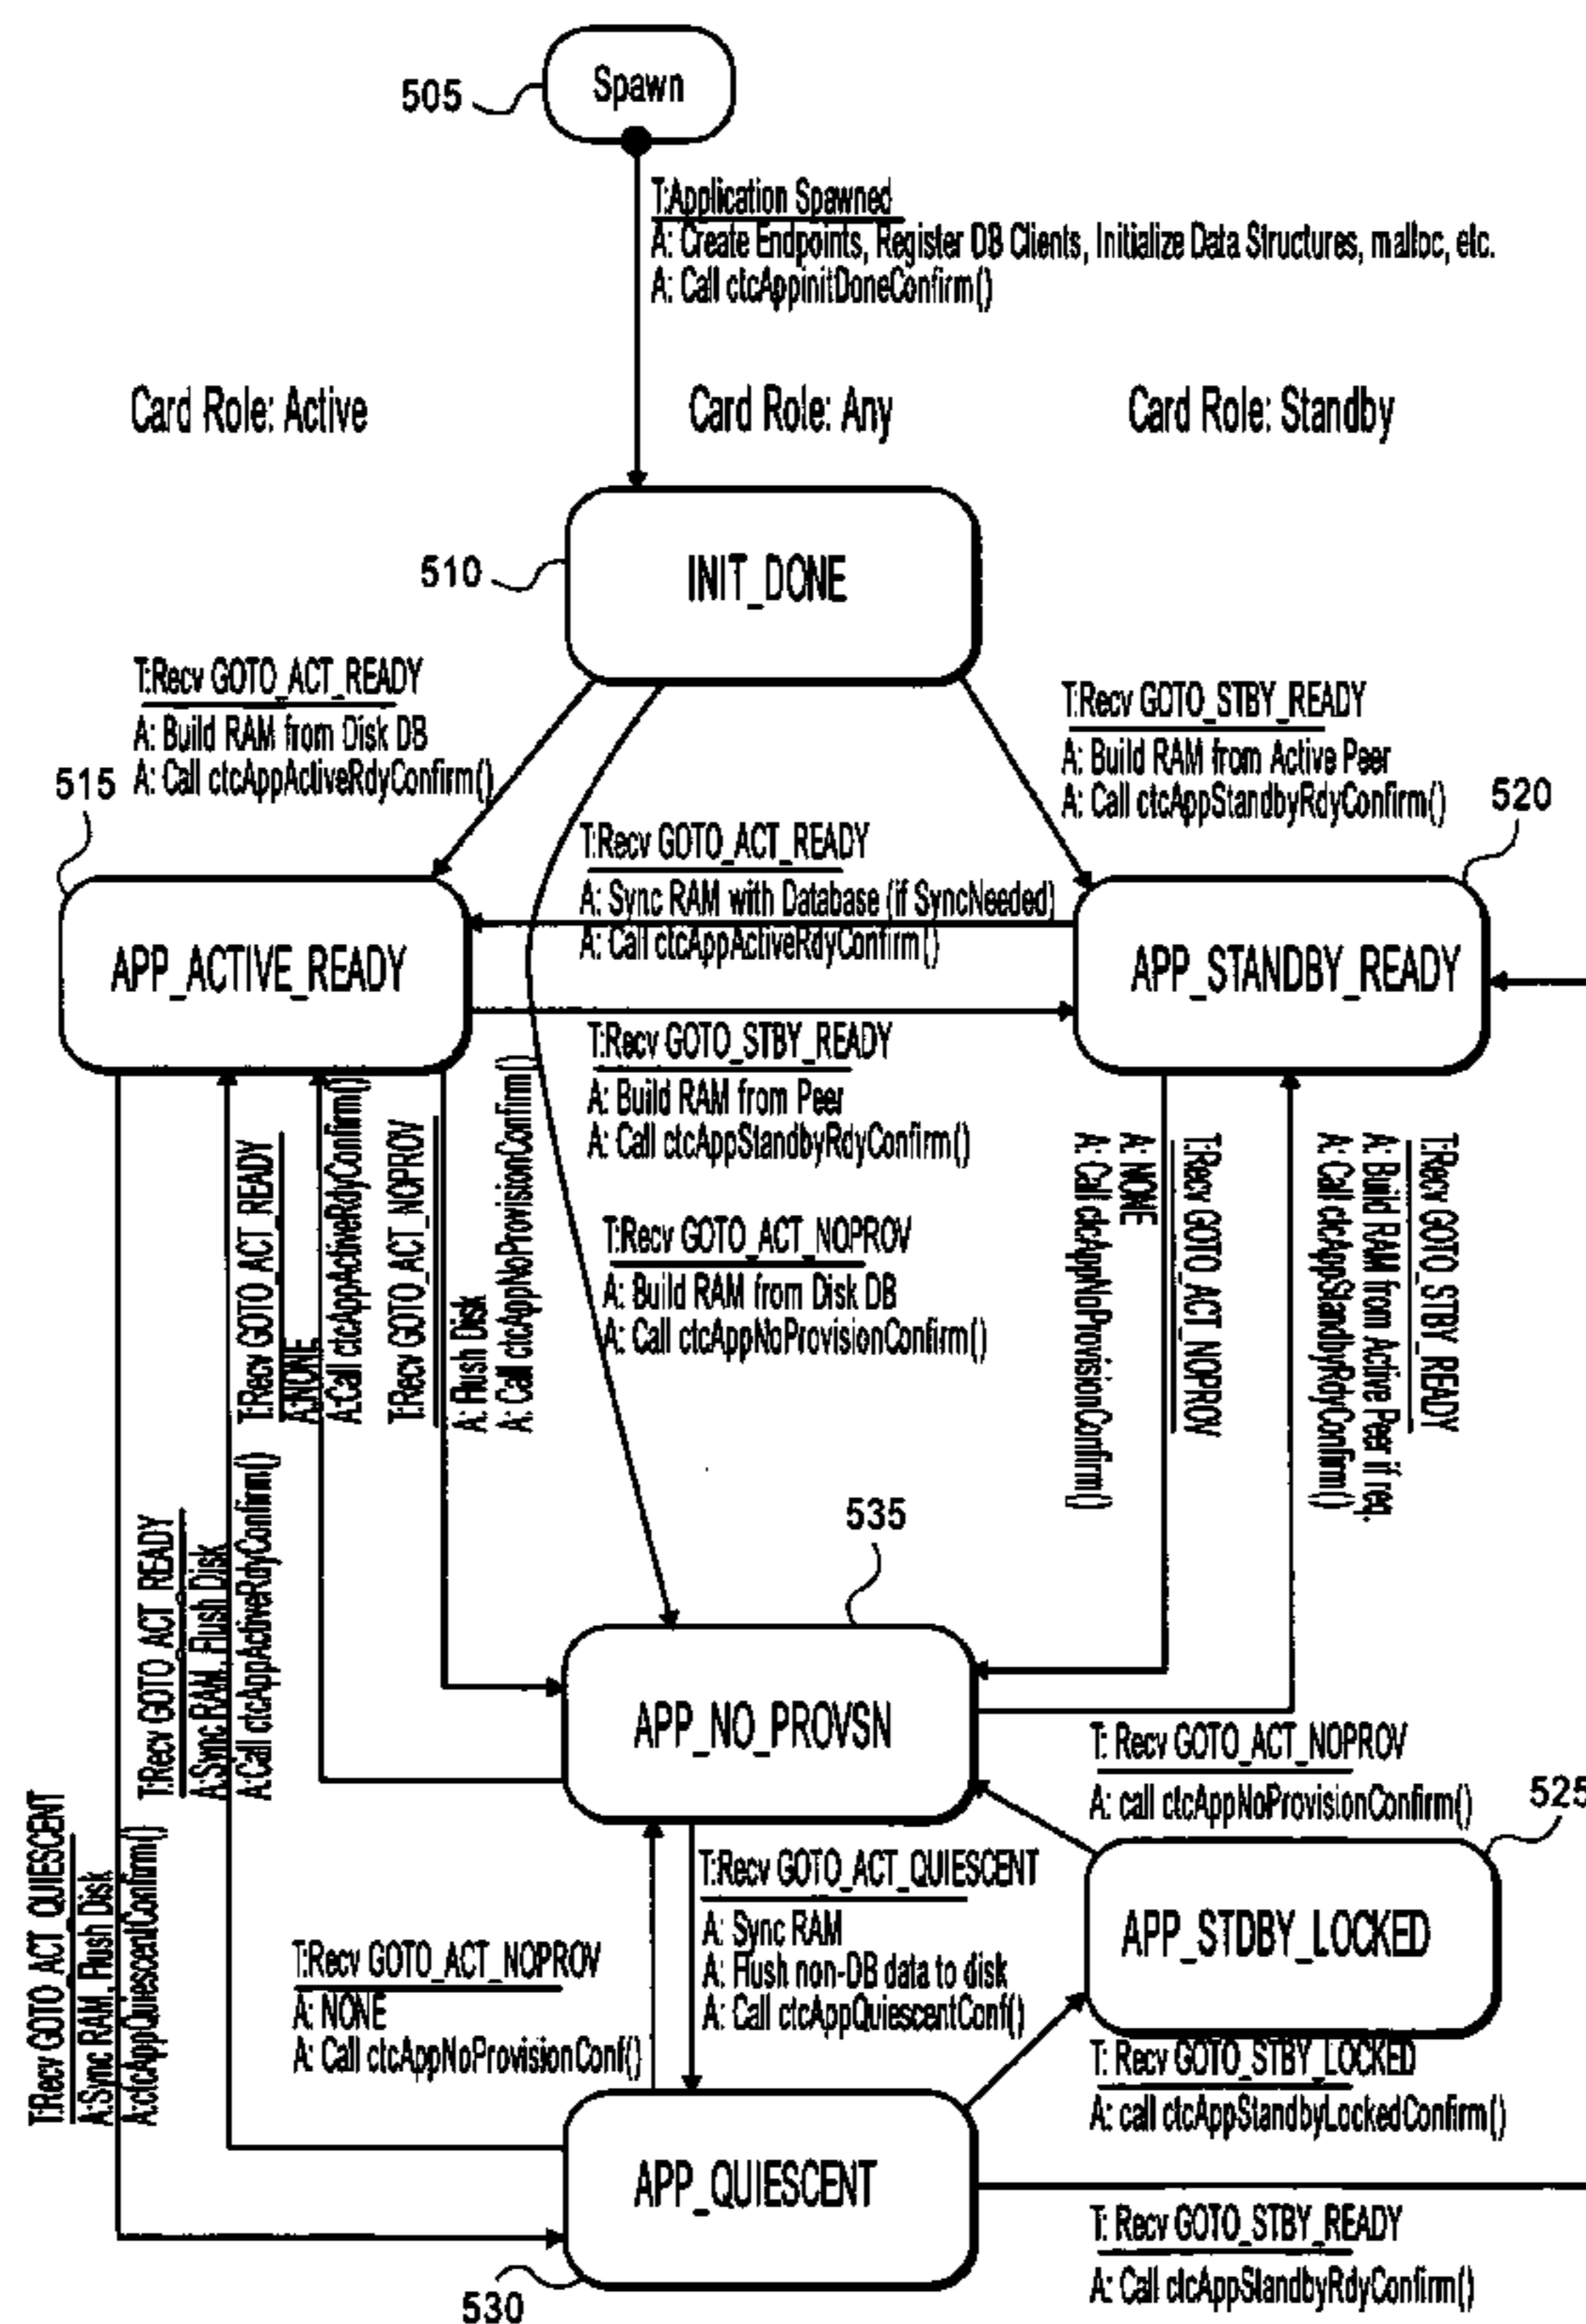 505
Spawn
T:Application Spawned
A: Create Endpoints, Register DB Clients, Initialize Data Structures, malloc, etc.
A: Call ctcAppinitDoneConfirm()
Card Role: Active
Card Role: Any
Card Role: Standby
510
INIT_DONE
T:Recv GOTO_ACT_READY
A: Build RAM from Disk DB
A: Call ctcAppActiveRdyConfirm()
T:Recv GOTO_STBY_READY
A: Build RAM from Active Peer
A: Call ctcAppStandbyRdyConfirm()
515
520
T:Recv GOTO_ACT_READY
A: Sync RAM with Database (if SyncNeeded)
A: Call ctcAppActiveRdyConfirm()
APP_ACTIVE_READY
APP_STANDBY_READY
T:Recv GOTO_STBY_READY
A: Build RAM from Peer
A: Call ctcAppStandbyRdyConfirm()
T:Recv GOTO_ACT_READY
A:NONE
A:Call ctcAppActiveRdyConfirm()
T:Recv GOTO_ACT_NOPROV
A: Flush Disk
A: Call ctcAppNoProvisionConfirm()
T:Recv GOTO_ACT_NOPROV
A: Build RAM from Disk DB
A: Call ctcAppNoProvisionConfirm()
T:Recv GOTO_ACT_NOPROV
A: NONE
A: Call ctcAppNoProvisionConfirm()
T:Recv GOTO_STBY_READY
A: Build RAM from Active Peer if req.
A: Call ctcAppStandbyRdyConfirm()
T:Recv GOTO_ACT_READY
A:Sync RAM, Flush Disk
A:Call ctcAppActiveRdyConfirm()
535
APP_NO_PROVSN
T: Recv GOTO_ACT_NOPROV
A: call ctcAppNoProvisionConfirm()
525
APP_STDBY_LOCKED
T:Recv GOTO_ACT_QUIESCENT
A:Sync RAM, Flush Disk
A:ctcAppQuiescentConfirm()
T:Recv GOTO_ACT_QUIESCENT
A: Sync RAM
A: Flush non-DB data to disk
A: Call ctcAppQuiescentConf()
T:Recv GOTO_ACT_NOPROV
A: NONE
A: Call ctcAppNoProvisionConf()
T: Recv GOTO_STBY_LOCKED
A: call ctcAppStandbyLockedConfirm()
APP_QUIESCENT
530
T: Recv GOTO_STBY_READY
A: Call ctcAppStandbyRdyConfirm()